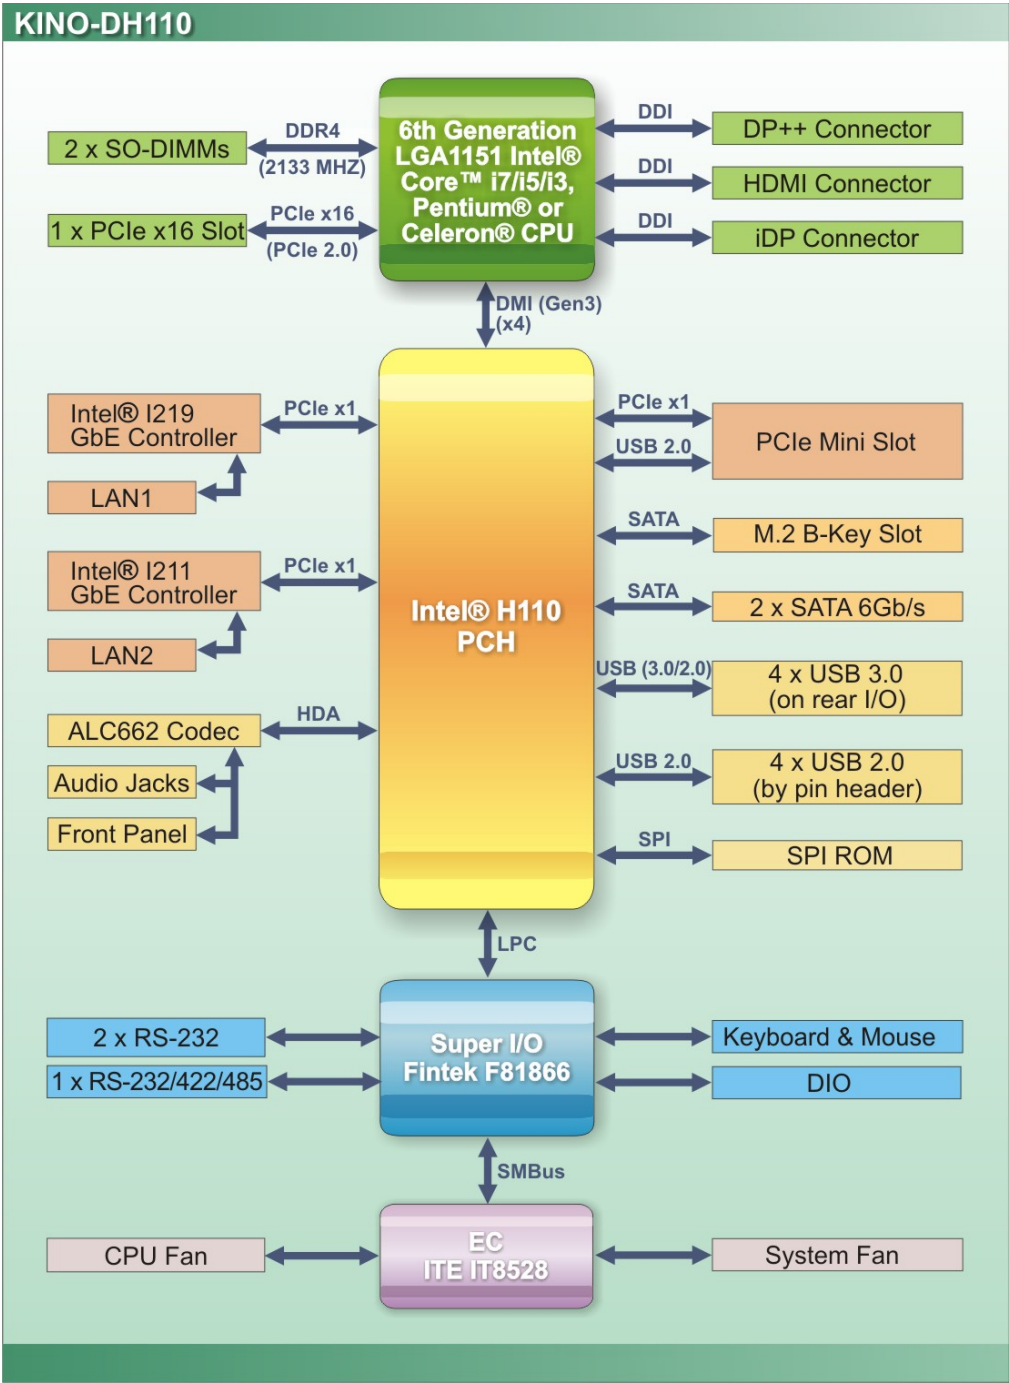 KINO-DH110
6th Generation
LGA1151 Intel®
Core™ i7/i5/i3,
Pentium® or
Celeron® CPU
2 x SO-DIMMs
DDR4
(2133 MHZ)
1 x PCIe x16 Slot
PCIe x16
(PCIe 2.0)
DDI
DP++ Connector
DDI
HDMI Connector
DDI
iDP Connector
DMI (Gen3)
(x4)
Intel® H110
PCH
Intel® I219
GbE Controller
PCIe x1
LAN1
Intel® I211
GbE Controller
PCIe x1
LAN2
ALC662 Codec
HDA
Audio Jacks
Front Panel
PCIe x1
USB 2.0
PCIe Mini Slot
SATA
M.2 B-Key Slot
SATA
2 x SATA 6Gb/s
USB (3.0/2.0)
4 x USB 3.0
(on rear I/O)
USB 2.0
4 x USB 2.0
(by pin header)
SPI
SPI ROM
LPC
Super I/O
Fintek F81866
2 x RS-232
1 x RS-232/422/485
Keyboard & Mouse
DIO
SMBus
EC
ITE IT8528
CPU Fan
System Fan